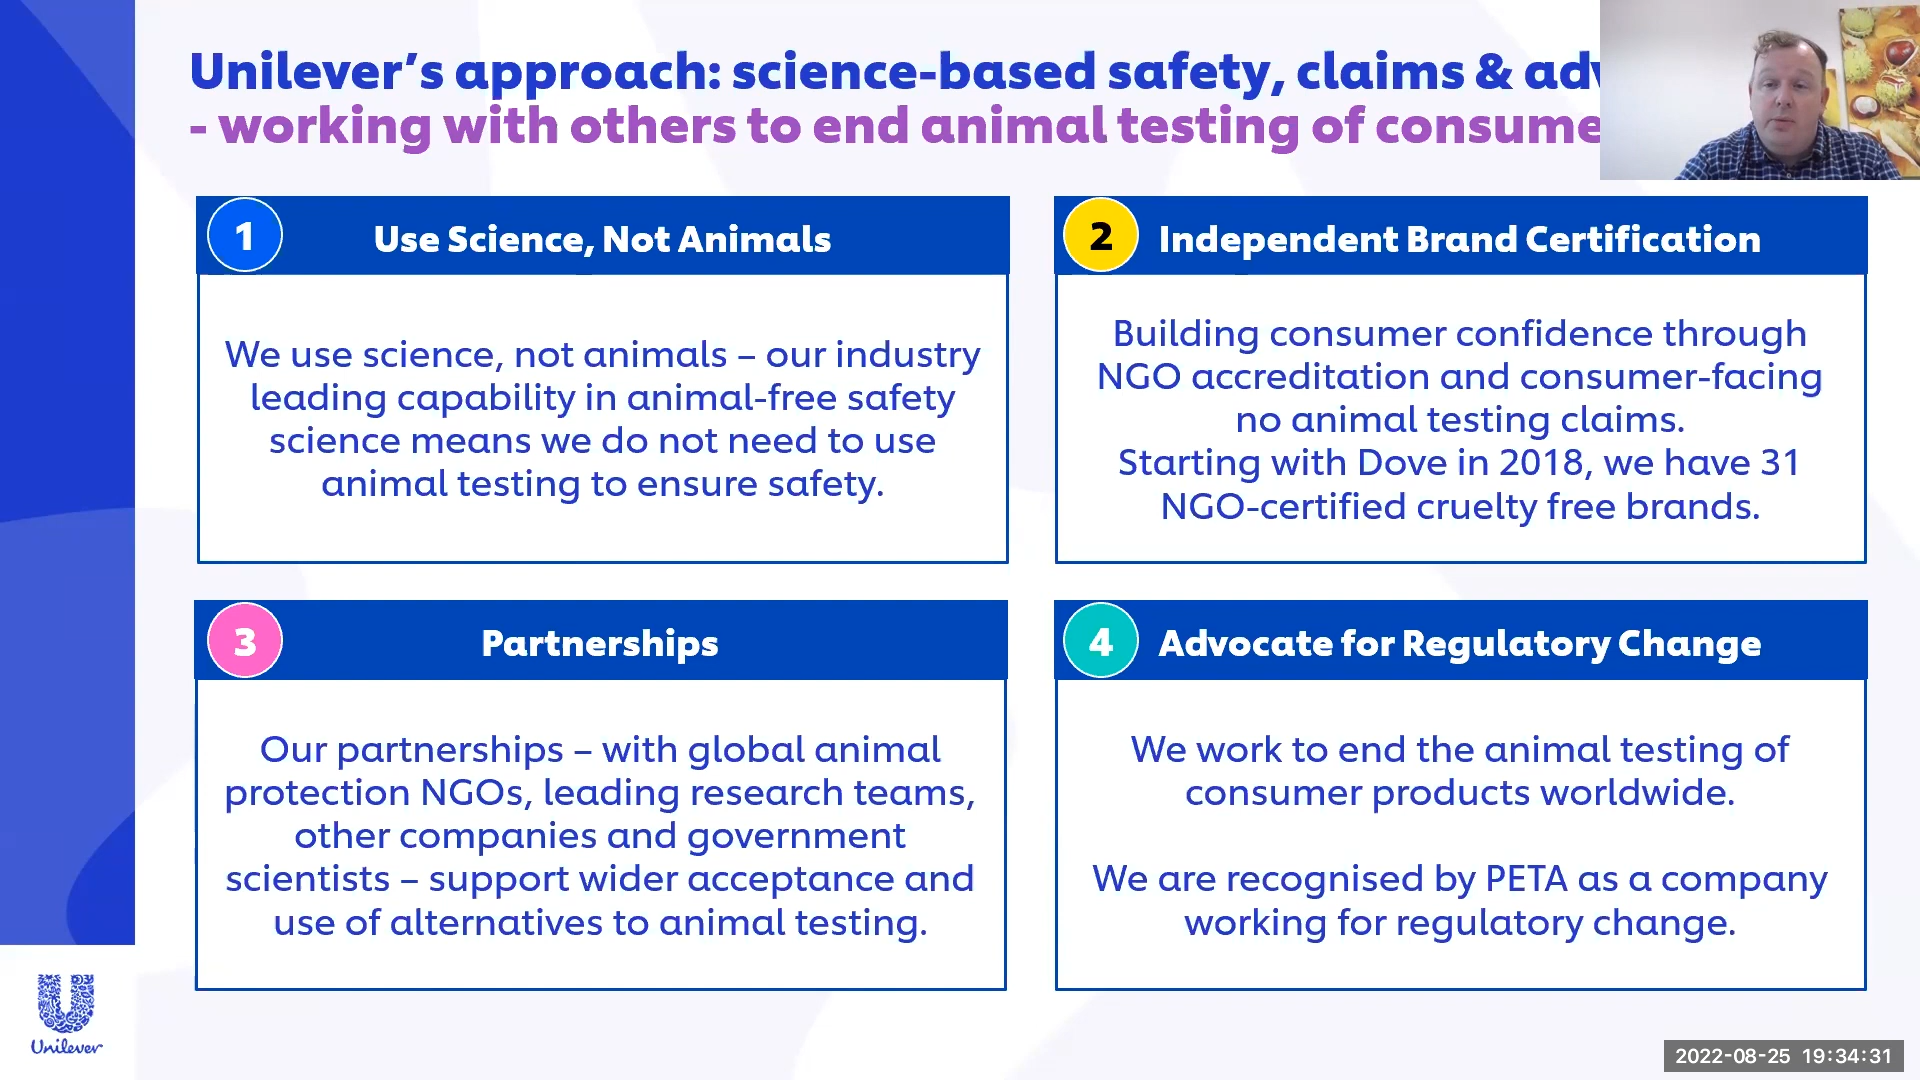 Unilever’s approach: science-based safety, claims &
- working with others to end animal testing of
1
Use Science, Not Animals
We use science, not animals – our industry
leading capability in animal-free safety
science means we do not need to use
animal testing to ensure safety.
2
Independent Brand Certification
Building consumer confidence through
NGO accreditation and consumer-facing
no animal testing claims.
Starting with Dove in 2018, we have 31
NGO-certified cruelty free brands.
3
Partnerships
Our partnerships – with global animal
protection NGOs, leading research teams,
other companies and government
scientists – support wider acceptance and
use of alternatives to animal testing.
4
Advocate for Regulatory Change
We work to end the animal testing of
consumer products worldwide.
We are recognised by PETA as a company
working for regulatory change.
Unilever
2022-08-25 19:34:31